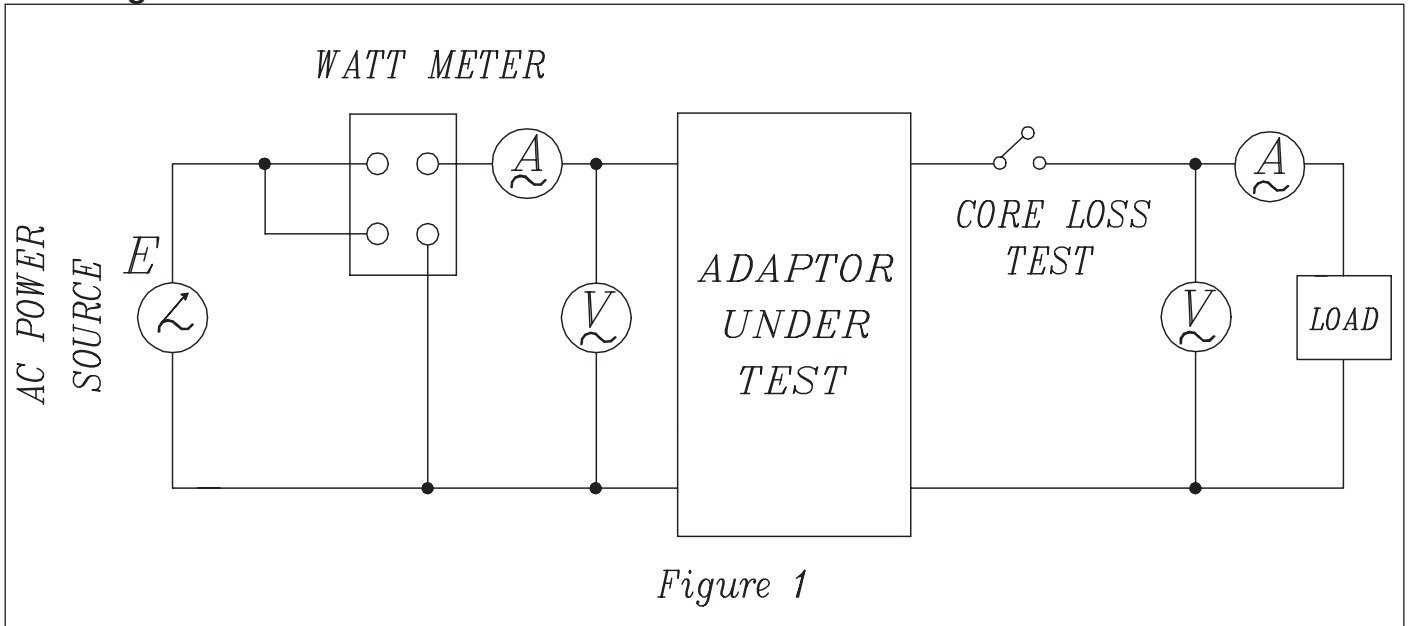 WATT METER
A
A
E
V
V
AC POWER
SOURCE
ADAPTOR
UNDER
TEST
CORE LOSS
TEST
LOAD
Figure 1